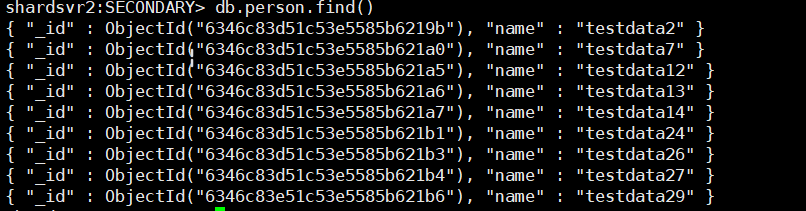 shardsvr2:SECONDARY> db.person.find()
{ "_id" : ObjectId("6346c83d51c53e5585b6219b"), "name" : "testdata2" }
{ "_id" : ObjectId("6346c83d51c53e5585b621a0"), "name" : "testdata7" }
{ "_id" : ObjectId("6346c83d51c53e5585b621a5"), "name" : "testdata12" }
{ "_id" : ObjectId("6346c83d51c53e5585b621a6"), "name" : "testdata13" }
{ "_id" : ObjectId("6346c83d51c53e5585b621a7"), "name" : "testdata14" }
{ "_id" : ObjectId("6346c83d51c53e5585b621b1"), "name" : "testdata24" }
{ "_id" : ObjectId("6346c83e51c53e5585b621b3"), "name" : "testdata26" }
{ "_id" : ObjectId("6346c83e51c53e5585b621b4"), "name" : "testdata27" }
{ "_id" : ObjectId("6346c83e51c53e5585b621b6"), "name" : "testdata29" }